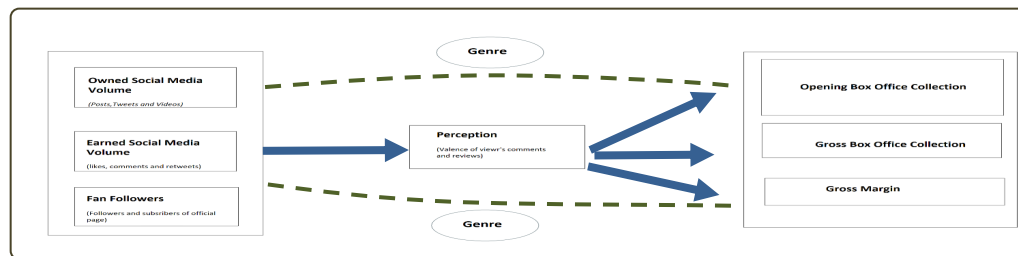 Genre
Owned Social Media
Volume
(Posts,Tweets and Videos)
Earned Social Media
Volume
(likes, comments and retweets)
Fan Followers
(Followers and subsribers of official
page)
Perception
(Valence of viewr's comments
and reviews)
Opening Box Office Collection
Gross Box Office Collection
Gross Margin
Genre